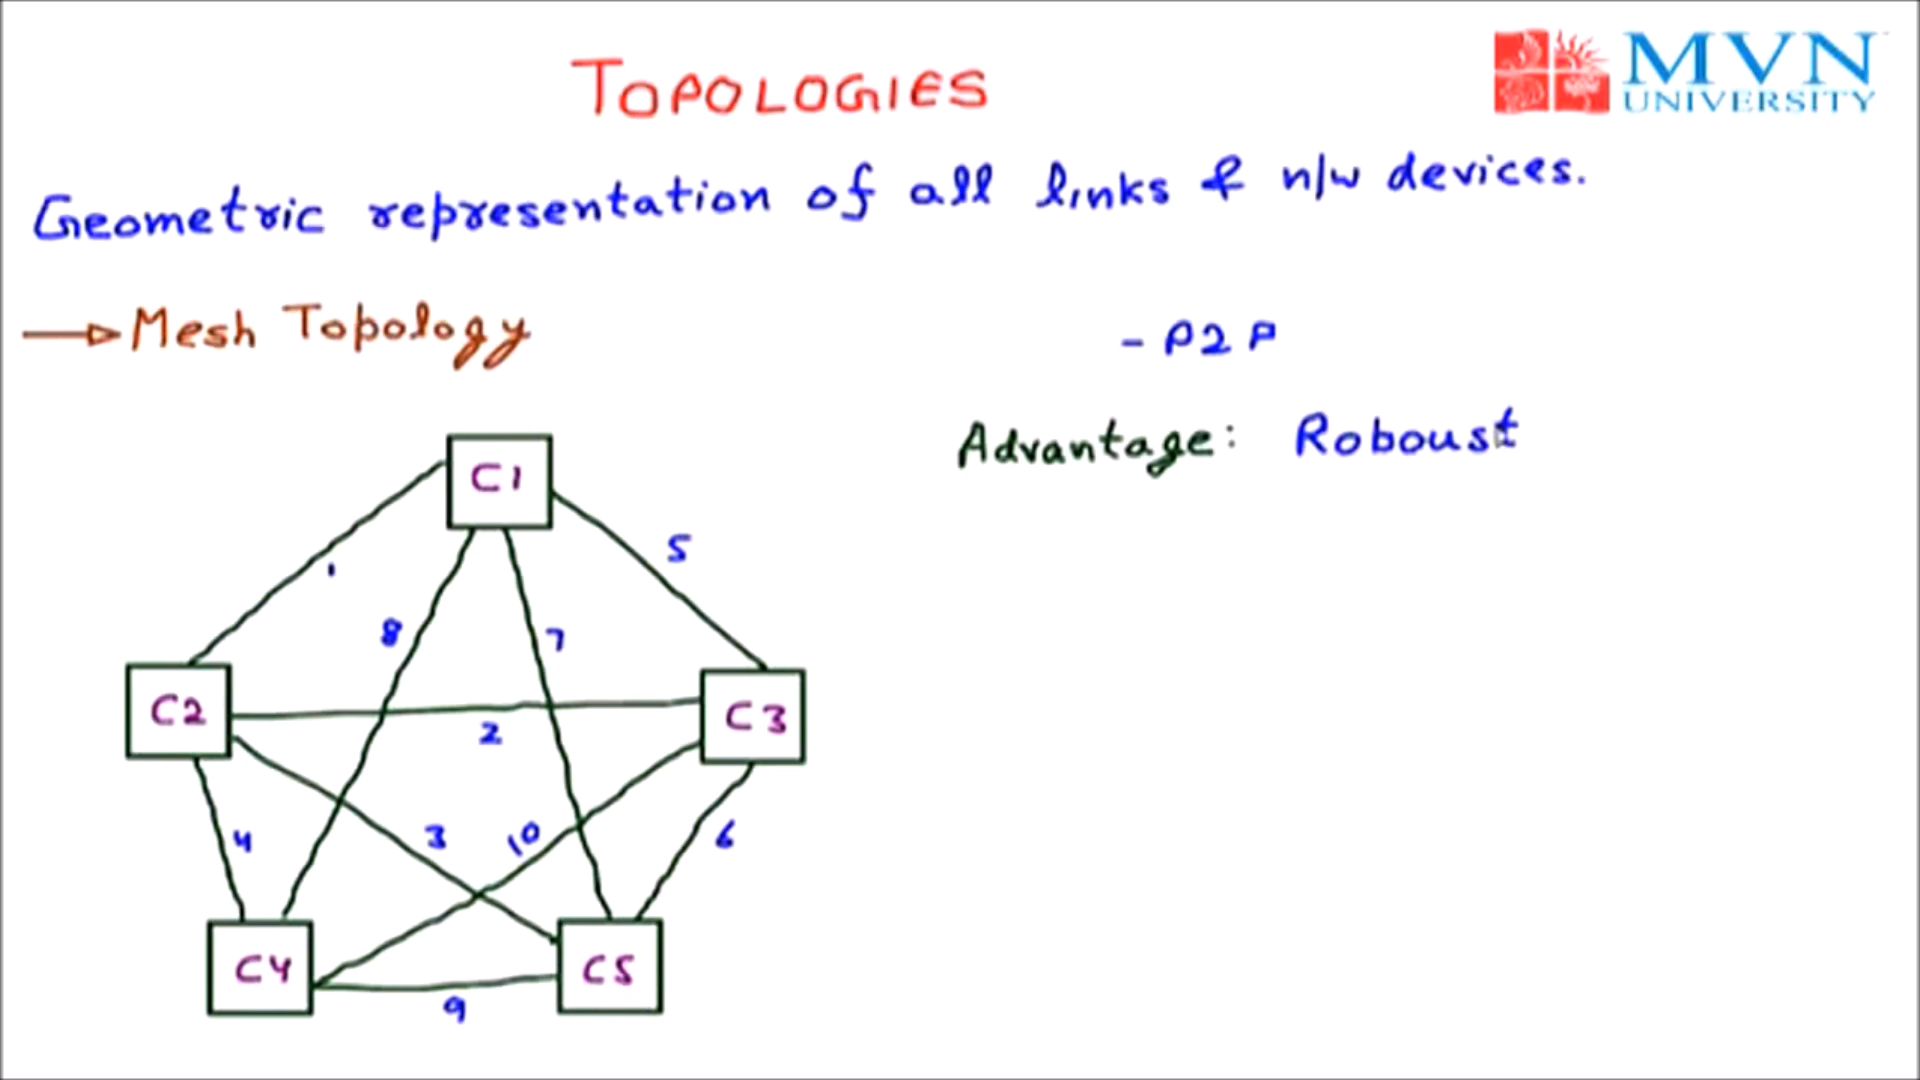 TOPOLOGIES
MVN
UNIVERSITY
Geometric representation of all links & n/w devices.
Mesh Topology
- P2P
Advantage: Roboust
C1
5
1
8
7
C2
C3
2
4
3
10
6
C4
C5
9